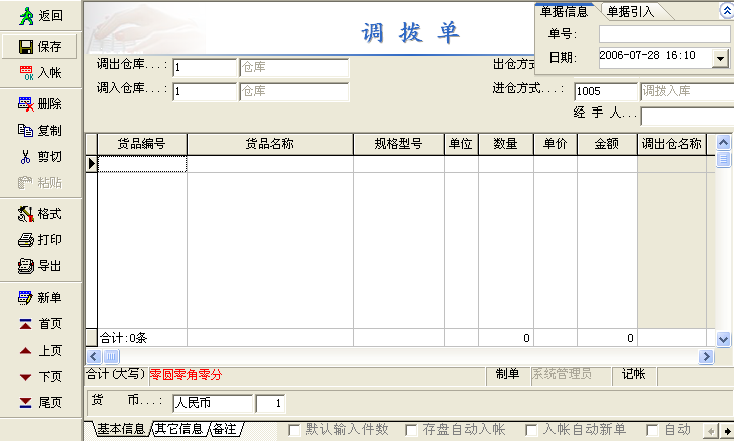 返回
保存
入帐
删除
复制
剪切
粘贴
格式
打印
导出
新单
首页
上页
下页
尾页
调 拨 单
单据信息 单据引入
单号:
日期: 2006-07-28 16:10
调出仓库...: 1 仓库
出仓方式
调入仓库...: 1 仓库
进仓方式...: 1005 调拨入库
经 手 人...
货品编号 货品名称 规格型号 单位 数量 单价 金额 调出仓名称
合计:0条 0 0
合计(大写) 零圆零角零分 制单 系统管理员 记帐
货 币...: 人民币 1
基本信息 其它信息 备注 默认输入件数 存盘自动入帐 入帐自动新单 自动